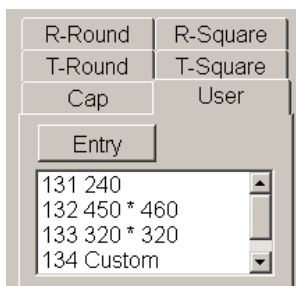 R-Round R-Square
T-Round T-Square
Cap User
Entry
131 240
132 450 * 460
133 320 * 320
134 Custom